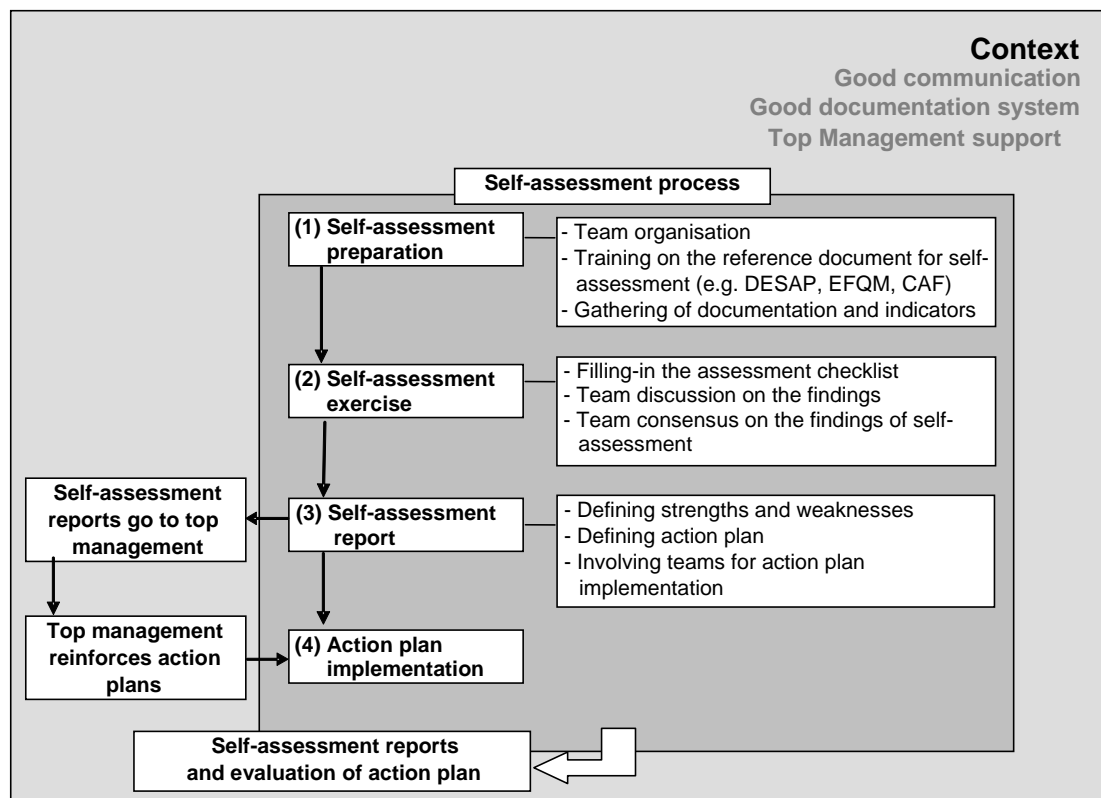 Context
Good communication
Good documentation system
Top Management support
Self-assessment process
(1) Self-assessment
preparation
- Team organisation
- Training on the reference document for self-
assessment (e.g. DESAP, EFQM, CAF)
- Gathering of documentation and indicators
(2) Self-assessment
exercise
- Filling-in the assessment checklist
- Team discussion on the findings
- Team consensus on the findings of self-
assessment
Self-assessment
reports go to top
management
(3) Self-assessment
report
- Defining strengths and weaknesses
- Defining action plan
- Involving teams for action plan
implementation
Top management
reinforces action
plans
(4) Action plan
implementation
Self-assessment reports
and evaluation of action plan